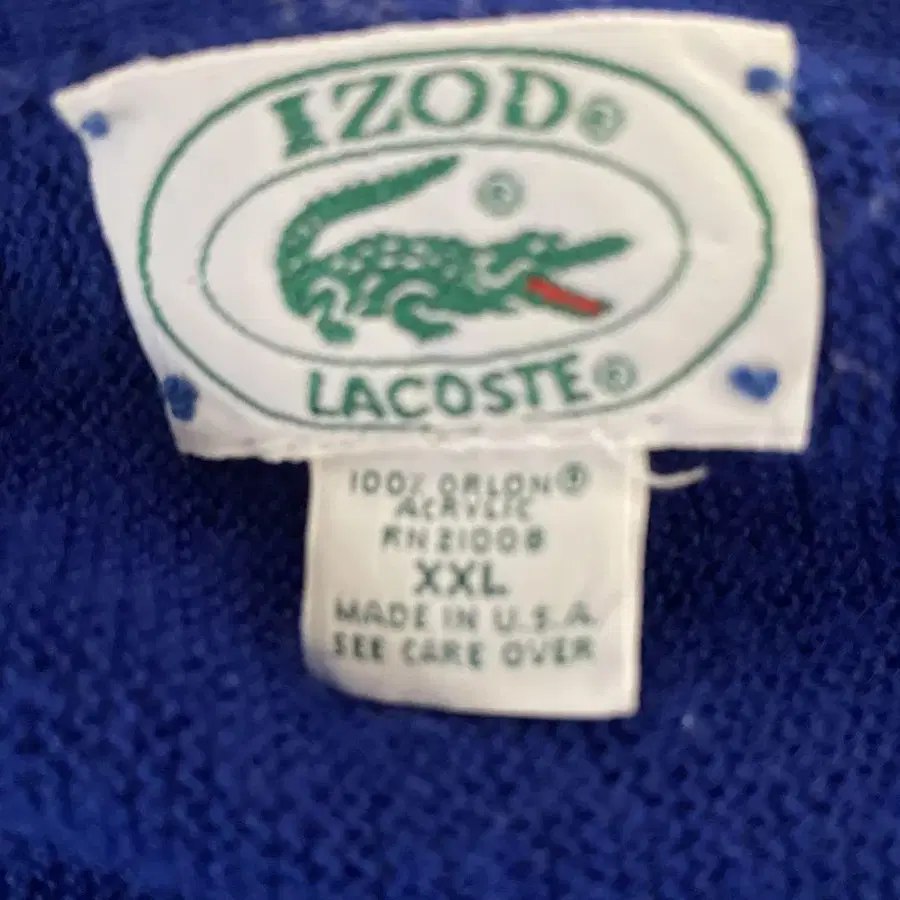 IZOD®
®
LACOSTE®
100% ORLON®
ACRYLIC
RN21008
XXL
MADE IN U.S.A
SEE CARE OVER